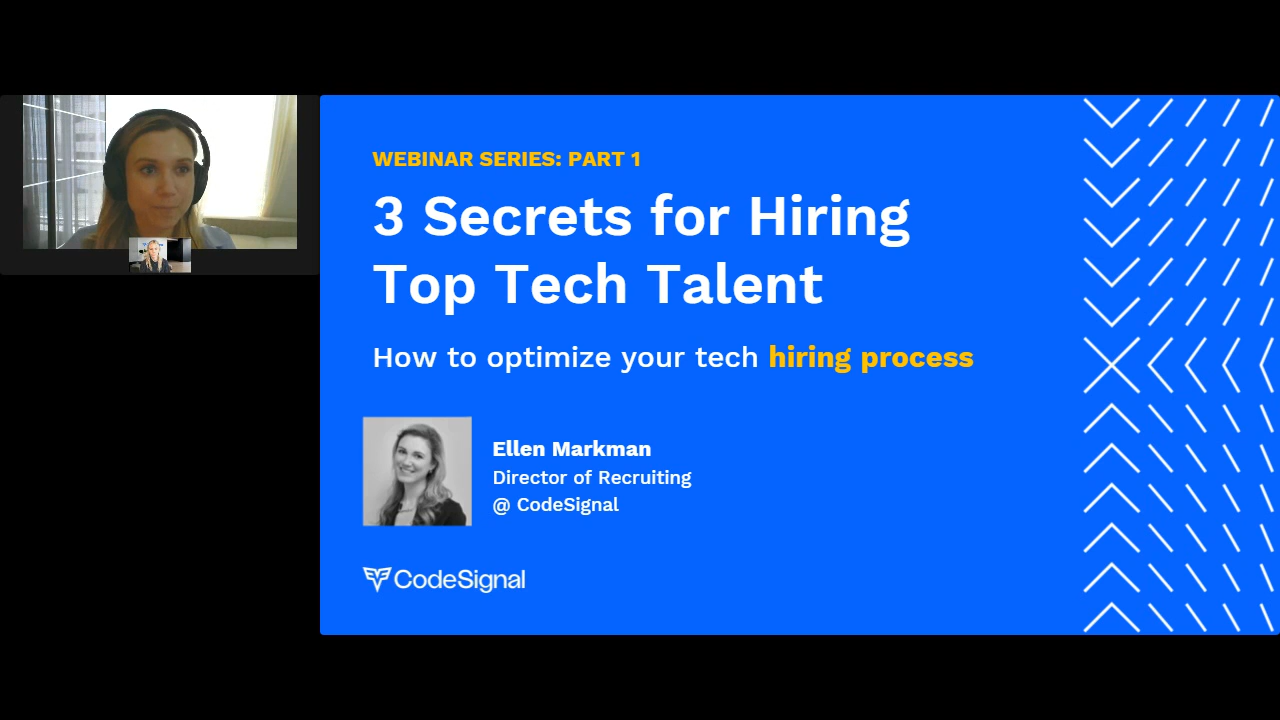 WEBINAR SERIES: PART 1
3 Secrets for Hiring
Top Tech Talent
How to optimize your tech hiring process
Ellen Markman
Director of Recruiting
@ CodeSignal
CodeSignal